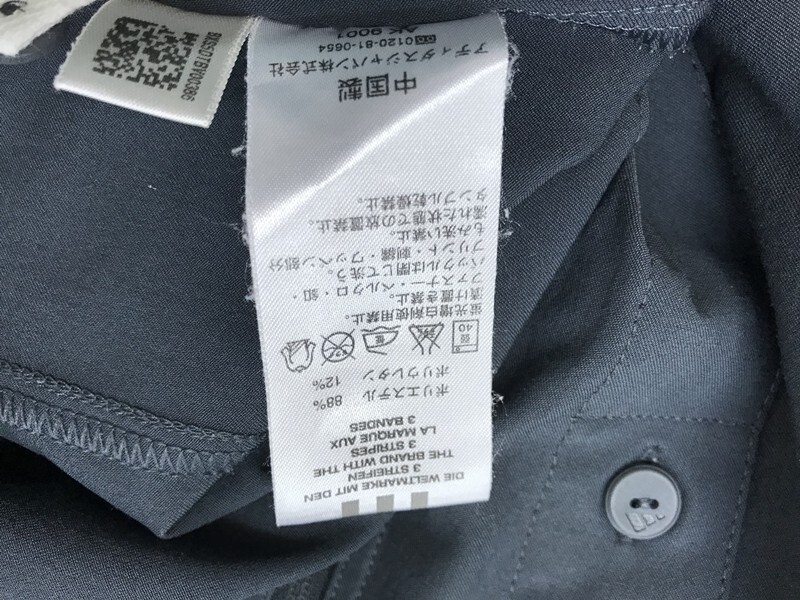 DIE WELTMARKE MIT DEN
3 STREIFEN
THE BRAND WITH THE
3 STRIPES
LA MARQUE AUX
3 BANDES
ポリエステル 88%
ポリウレタン 12%
40
蛍光増白剤使用禁止。
漬け置き禁止。
ファスナー・ベルクロ・釦・
バックルは閉じて洗う。
プリント・刺繍・ワッペン部分
もみ洗い禁止。
濡れた状態での放置禁止。
タンブル乾燥禁止。
中国製
アディダスジャパン株式会社
0120-81-0654
AK 9001